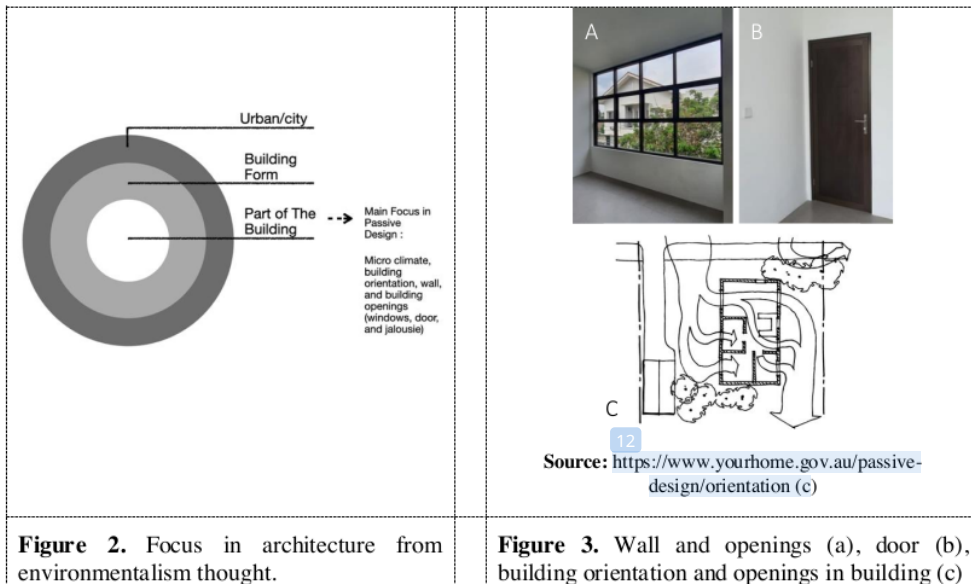 Urban/city
Building
Form
Part of The
Building
Main Focus in
Passive
Design :
Micro climate,
building
orientation, wall,
and building
openings
(windows, door,
and jalousie)
Figure 2. Focus in architecture from
environmentalism thought.
A
B
C
12
Source: https://www.yourhome.gov.au/passive-
design/orientation (c)
Figure 3. Wall and openings (a), door (b),
building orientation and openings in building (c)